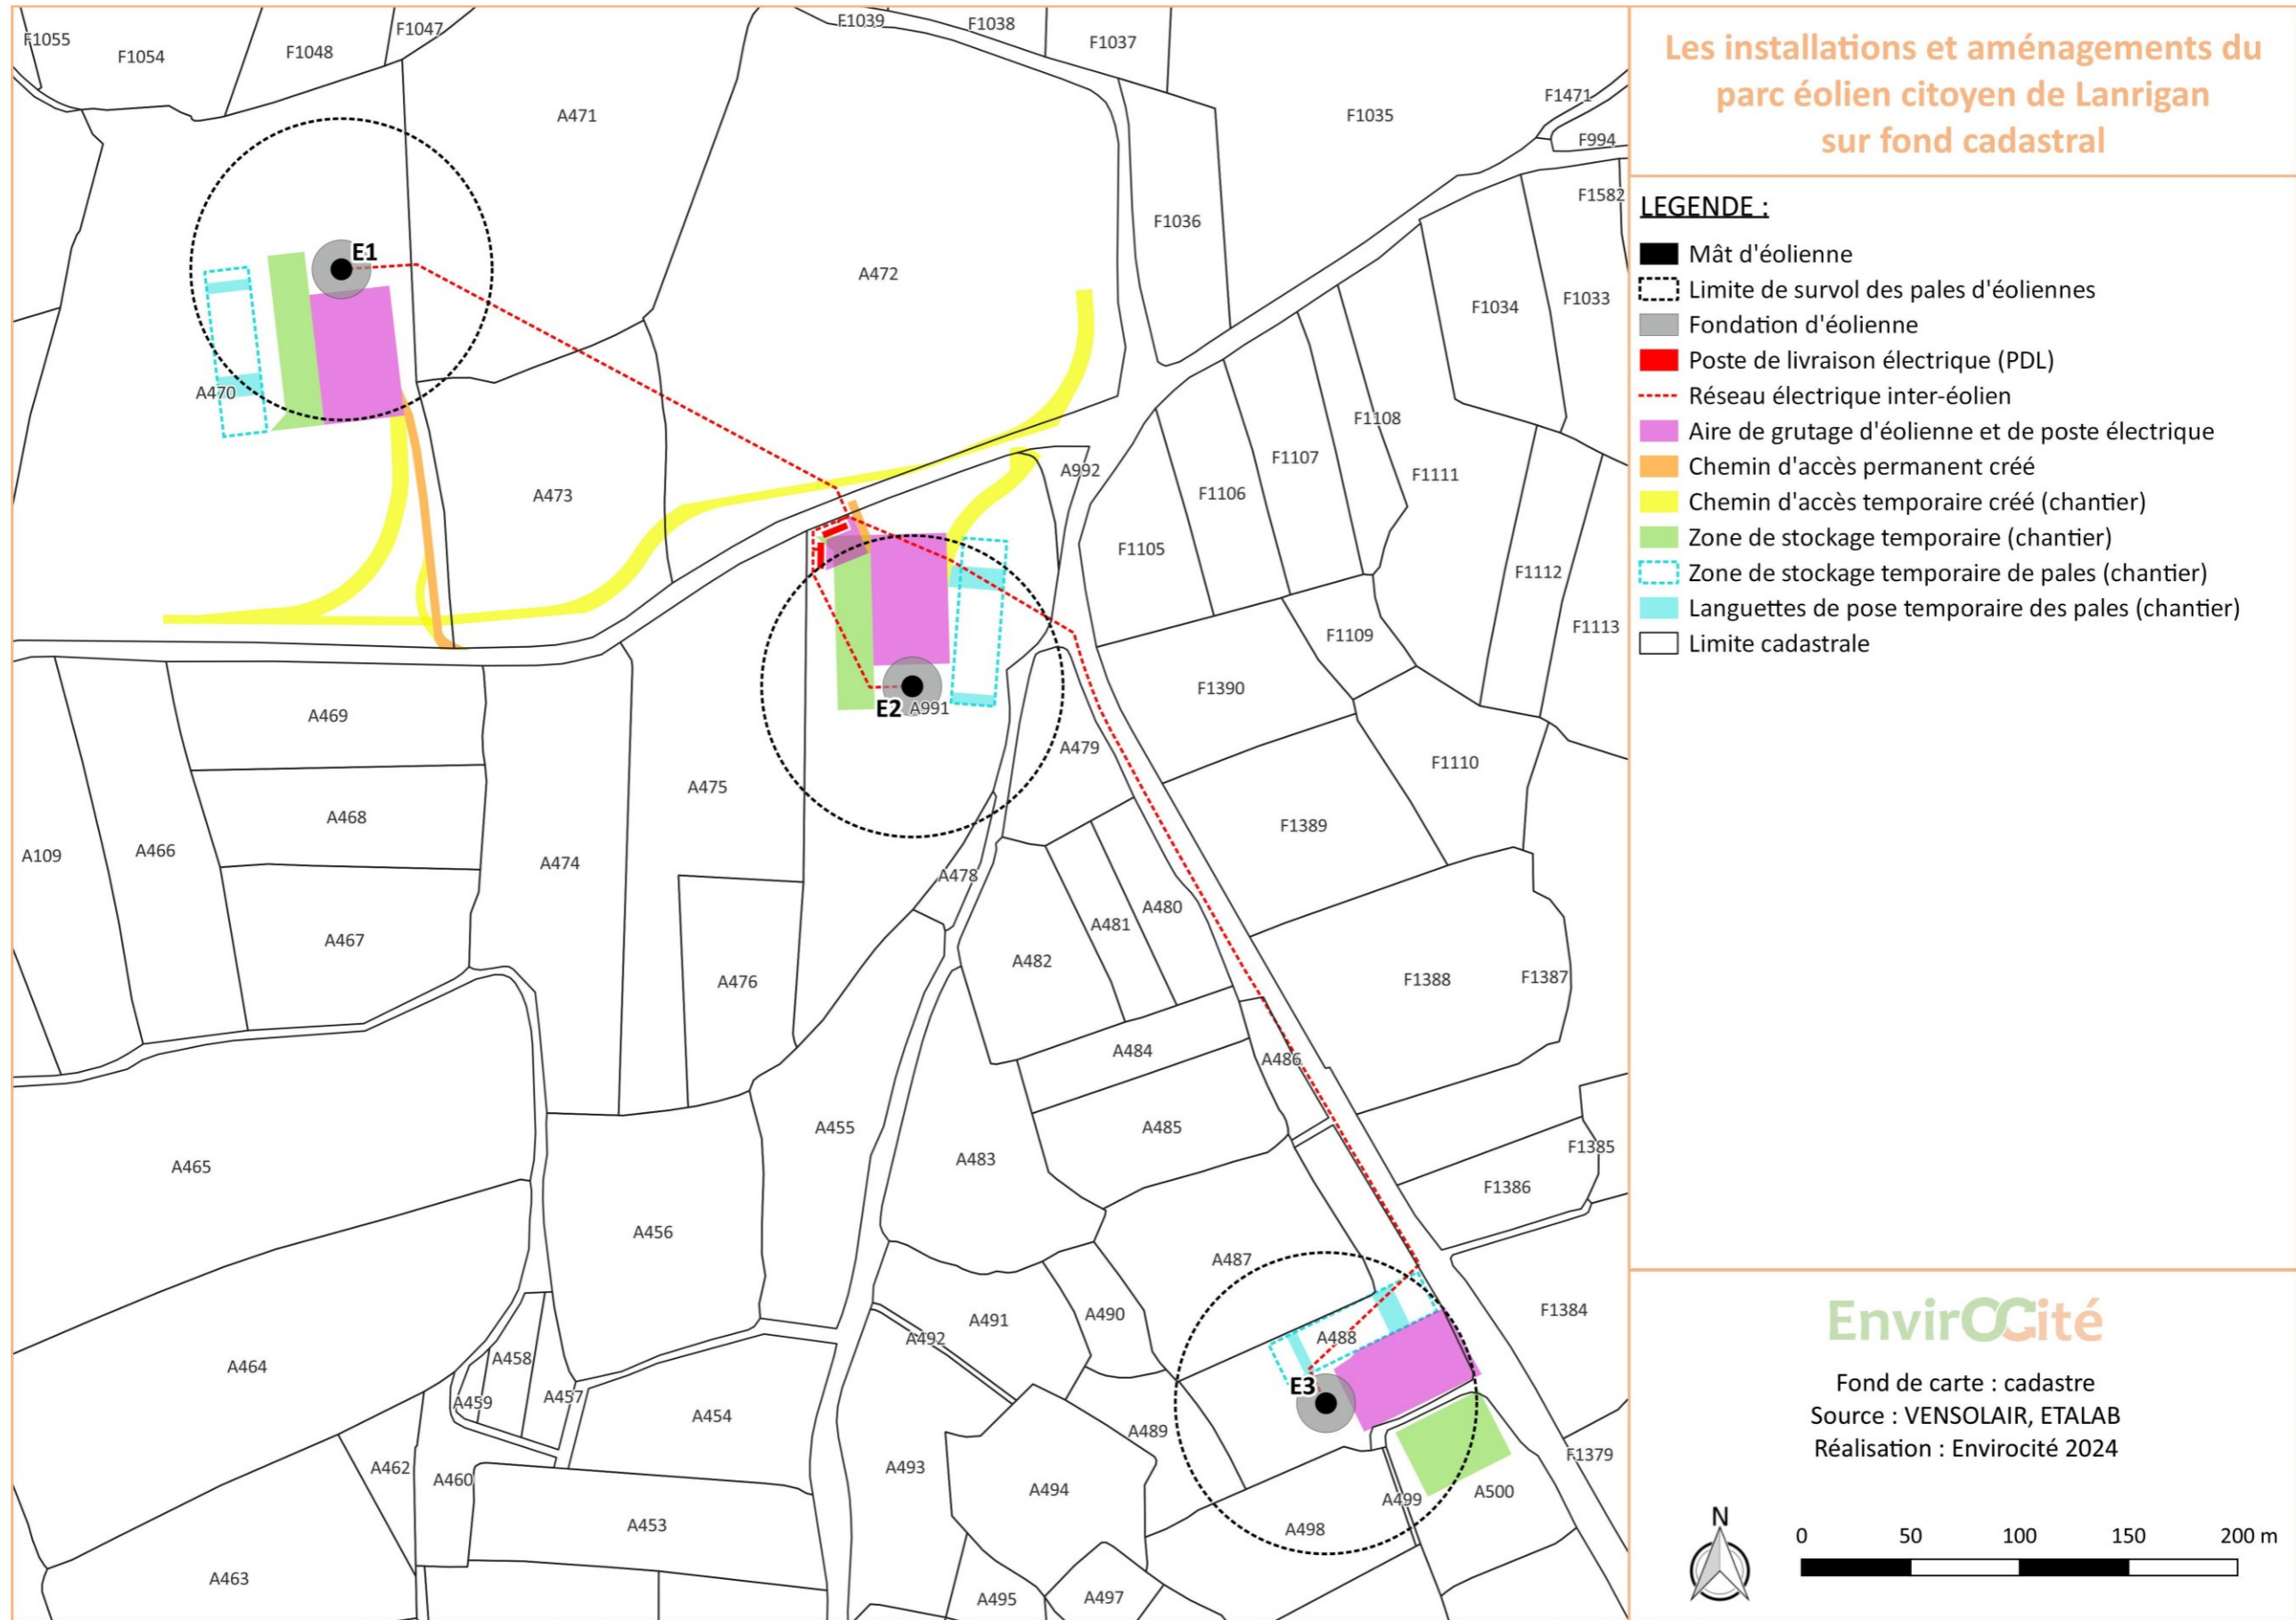 Les installations et aménagements du
parc éolien citoyen de Lanrigan
sur fond cadastral
LEGENDE :
Mât d'éolienne
Limite de survol des pales d'éoliennes
Fondation d'éolienne
Poste de livraison électrique (PDL)
Réseau électrique inter-éolien
Aire de grutage d'éolienne et de poste électrique
Chemin d'accès permanent créé
Chemin d'accès temporaire créé (chantier)
Zone de stockage temporaire (chantier)
Zone de stockage temporaire de pales (chantier)
Languettes de pose temporaire des pales (chantier)
Limite cadastrale
EnvirOCité
Fond de carte : cadastre
Source : VENSOLAIR, ETALAB
Réalisation : Envirocité 2024
N
0 50 100 150 200 m
F1055
F1054
F1048
F1047
F1039
F1038
F1037
A471
F1035
F1471
F994
F1582
F1036
E1
A472
F1034
F1033
A470
A473
A992
F1106
F1107
F1108
F1111
F1105
F1112
F1113
F1109
F1390
E2
A991
A469
A479
F1110
A475
A468
F1389
A109
A466
A474
A478
A480
A481
A467
A476
A482
F1388
F1387
A484
A486
A455
A485
F1385
A465
A483
F1386
A456
A487
F1384
A491
A490
A492
A488
A464
A458
E3
A459
A457
A454
A489
F1379
A462
A460
A493
A494
A499
A500
A453
A498
A463
A495
A497